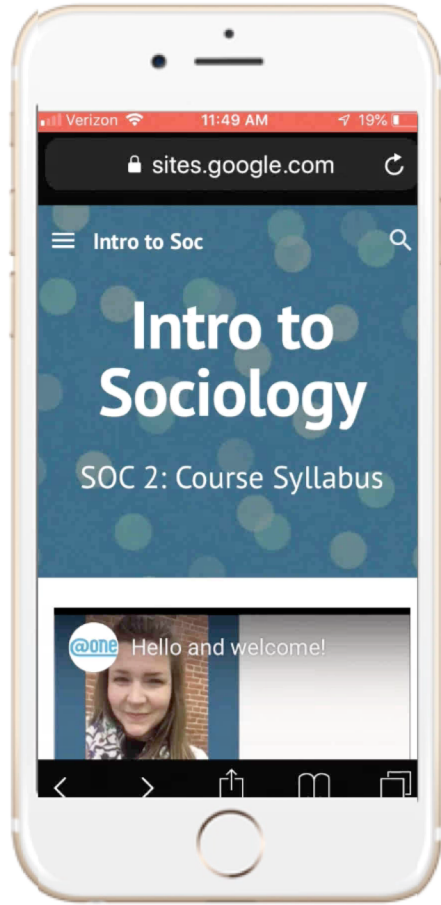 Verizon 11:49 AM 19%
sites.google.com
Intro to Soc
Intro to
Sociology
SOC 2: Course Syllabus
@one Hello and welcome!